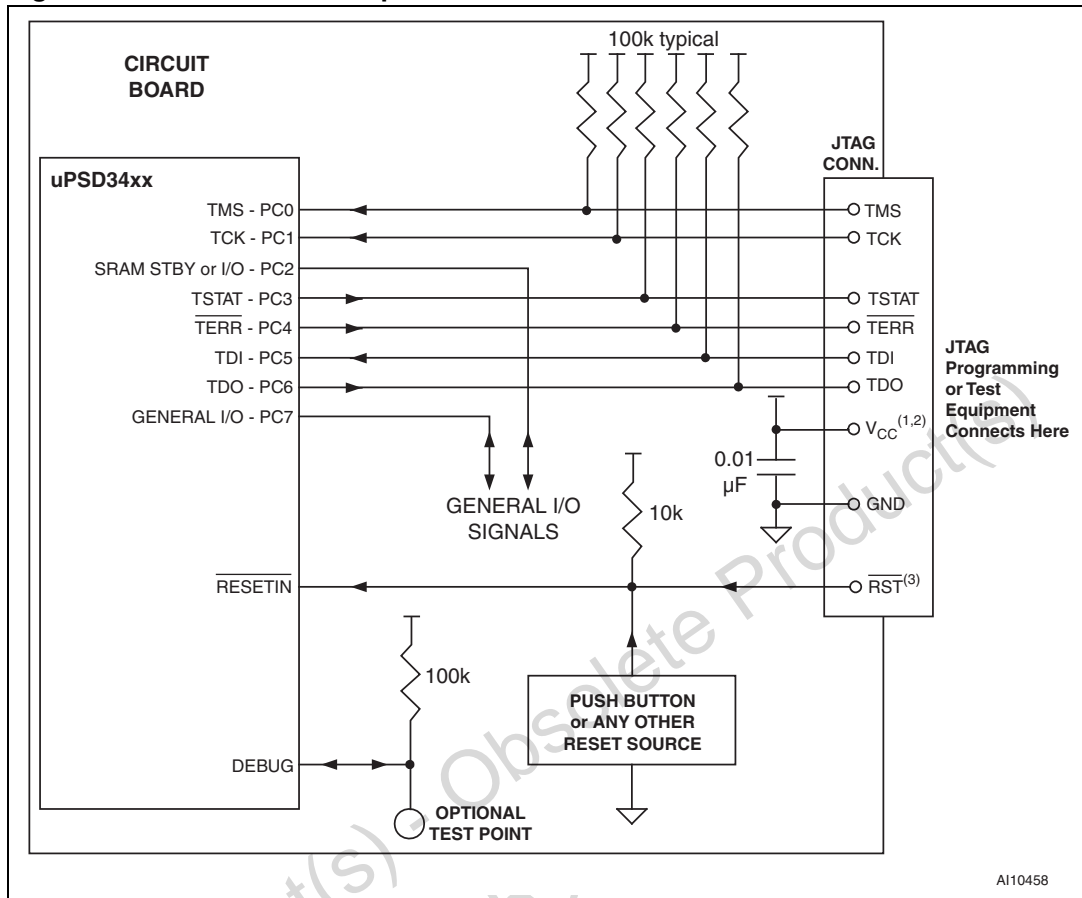 CIRCUIT
BOARD
100k typical
JTAG
CONN.
uPSD34xx
TMS - PC0
TMS
TCK - PC1
TCK
SRAM STBY or I/O - PC2
TSTAT - PC3
TSTAT
TERR - PC4
TERR
TDI - PC5
TDI
TDO - PC6
TDO
GENERAL I/O - PC7
JTAG
Programming
or Test
Equipment
Connects Here
VCC(1,2)
0.01
µF
GND
GENERAL I/O
SIGNALS
10k
RESETIN
RST(3)
100k
PUSH BUTTON
or ANY OTHER
RESET SOURCE
DEBUG
OPTIONAL
TEST POINT
AI10458
t(s) - Obsolete Product(s)